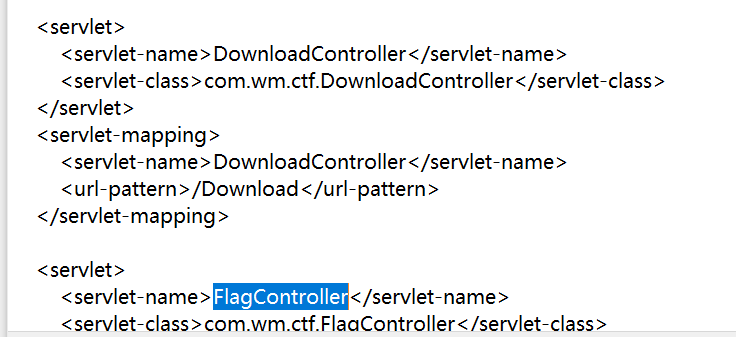 <servlet>
<servlet-name>DownloadController</servlet-name>
<servlet-class>com.wm.ctf.DownloadController</servlet-class>
</servlet>
<servlet-mapping>
<servlet-name>DownloadController</servlet-name>
<url-pattern>/Download</url-pattern>
</servlet-mapping>
<servlet>
<servlet-name>FlagController</servlet-name>
<servlet-class>com.wm.ctf.FlagController</servlet-class>